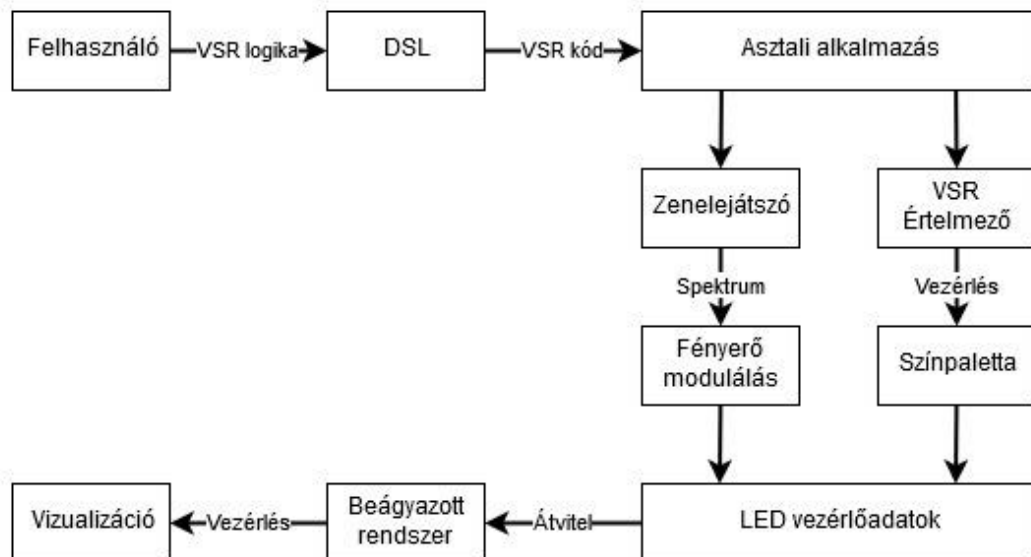 Felhasználó
VSR logika
DSL
VSR kód
Asztali alkalmazás
Zenelejátszó
VSR
Értelmező
Spektrum
Vezérlés
Fényerő
modulálás
Színpaletta
Vizualizáció
Vezérlés
Beágyazott
rendszer
Átvitel
LED vezérlőadatok